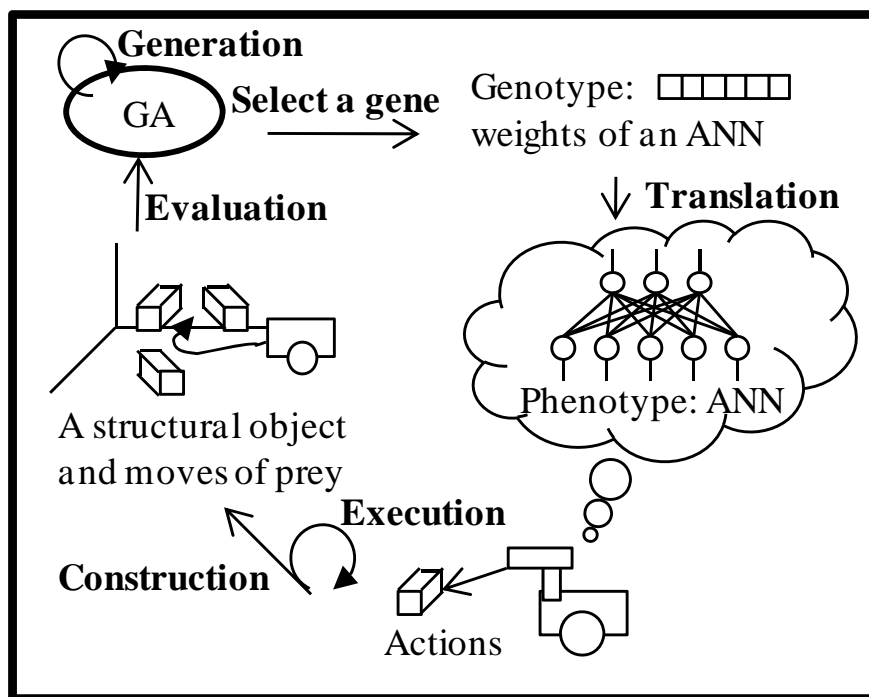 Generation
GA
Select a gene
Genotype:
weights of an ANN
Translation
Phenotype: ANN
Evaluation
A structural object
and moves of prey
Execution
Construction
Actions